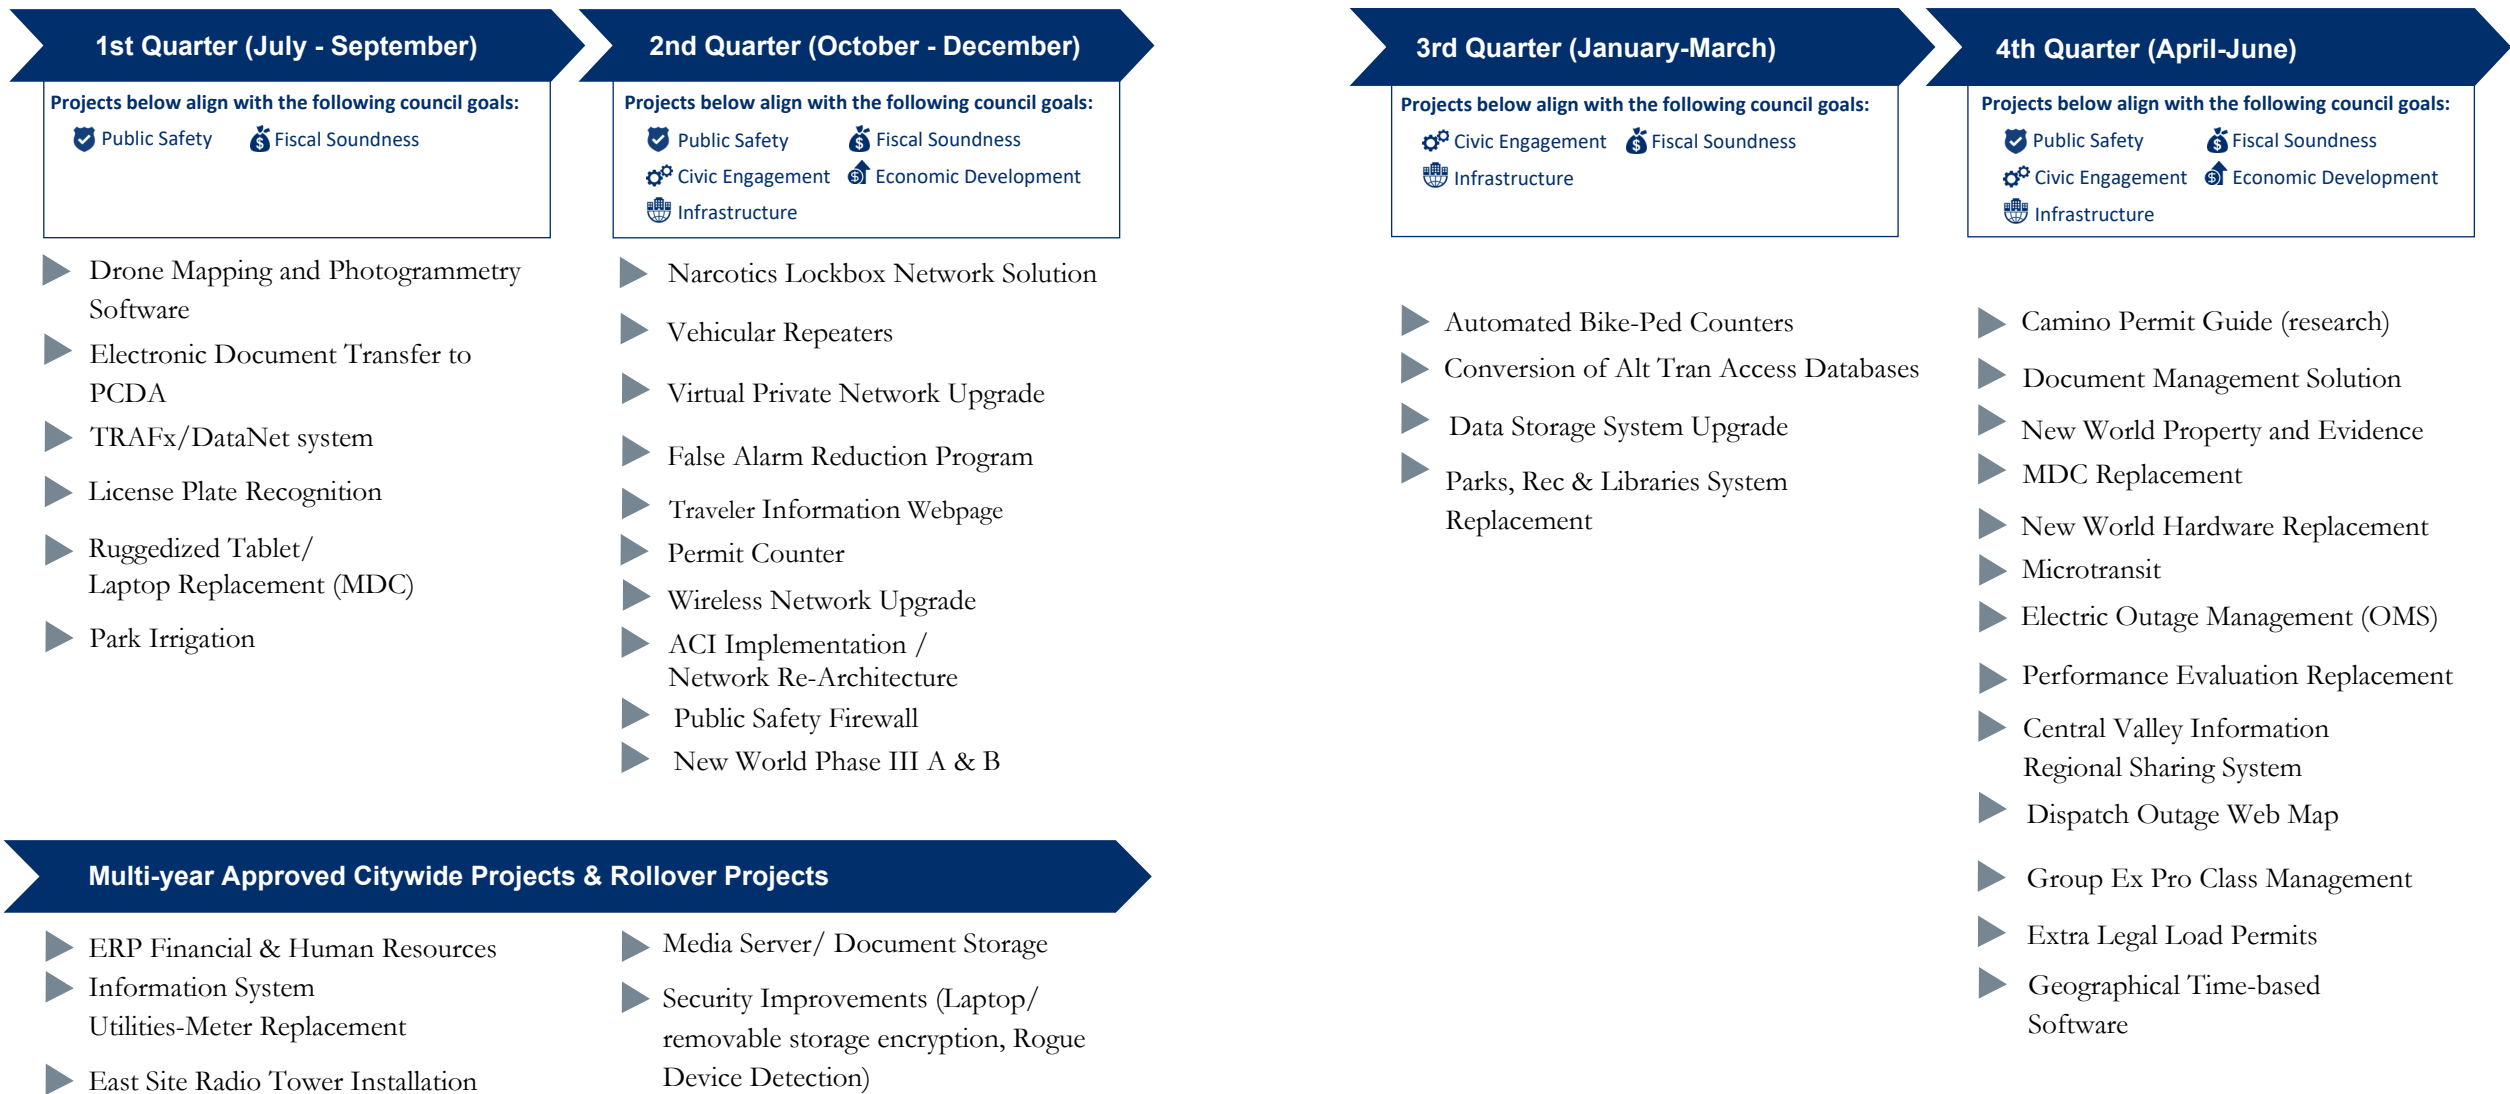 1st Quarter (July - September)
Projects below align with the following council goals:
Public Safety
Fiscal Soundness
Drone Mapping and Photogrammetry
Software
Electronic Document Transfer to
PCDA
TRAFx/DataNet system
License Plate Recognition
Ruggedized Tablet/
Laptop Replacement (MDC)
Park Irrigation
2nd Quarter (October - December)
Projects below align with the following council goals:
Public Safety
Fiscal Soundness
Civic Engagement
Economic Development
Infrastructure
Narcotics Lockbox Network Solution
Vehicular Repeaters
Virtual Private Network Upgrade
False Alarm Reduction Program
Traveler Information Webpage
Permit Counter
Wireless Network Upgrade
ACI Implementation /
Network Re-Architecture
Public Safety Firewall
New World Phase III A & B
3rd Quarter (January-March)
Projects below align with the following council goals:
Civic Engagement
Fiscal Soundness
Infrastructure
Automated Bike-Ped Counters
Conversion of Alt Tran Access Databases
Data Storage System Upgrade
Parks, Rec & Libraries System
Replacement
4th Quarter (April-June)
Projects below align with the following council goals:
Public Safety
Fiscal Soundness
Civic Engagement
Economic Development
Infrastructure
Camino Permit Guide (research)
Document Management Solution
New World Property and Evidence
MDC Replacement
New World Hardware Replacement
Microtransit
Electric Outage Management (OMS)
Performance Evaluation Replacement
Central Valley Information
Regional Sharing System
Dispatch Outage Web Map
Group Ex Pro Class Management
Extra Legal Load Permits
Geographical Time-based
Software
Multi-year Approved Citywide Projects & Rollover Projects
ERP Financial & Human Resources
Information System
Utilities-Meter Replacement
East Site Radio Tower Installation
Media Server/ Document Storage
Security Improvements (Laptop/
removable storage encryption, Rogue
Device Detection)